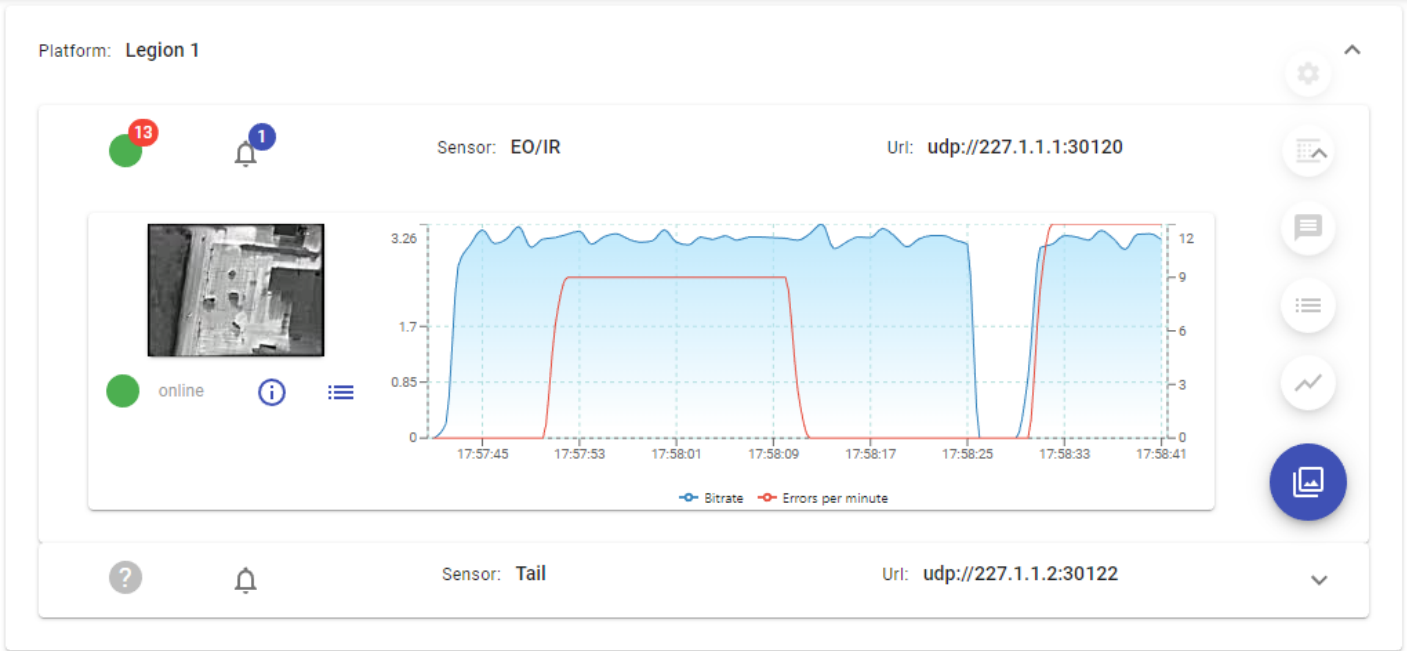 Platform: Legion 1
13
1
Sensor: EO/IR
Url: udp://227.1.1.1:30120
3.26
1.7
0.85
0
12
9
6
3
0
17:57:45 17:57:53 17:58:01 17:58:09 17:58:17 17:58:25 17:58:33 17:58:41
Bitrate Errors per minute
online
i
?
Sensor: Tail
Url: udp://227.1.1.2:30122